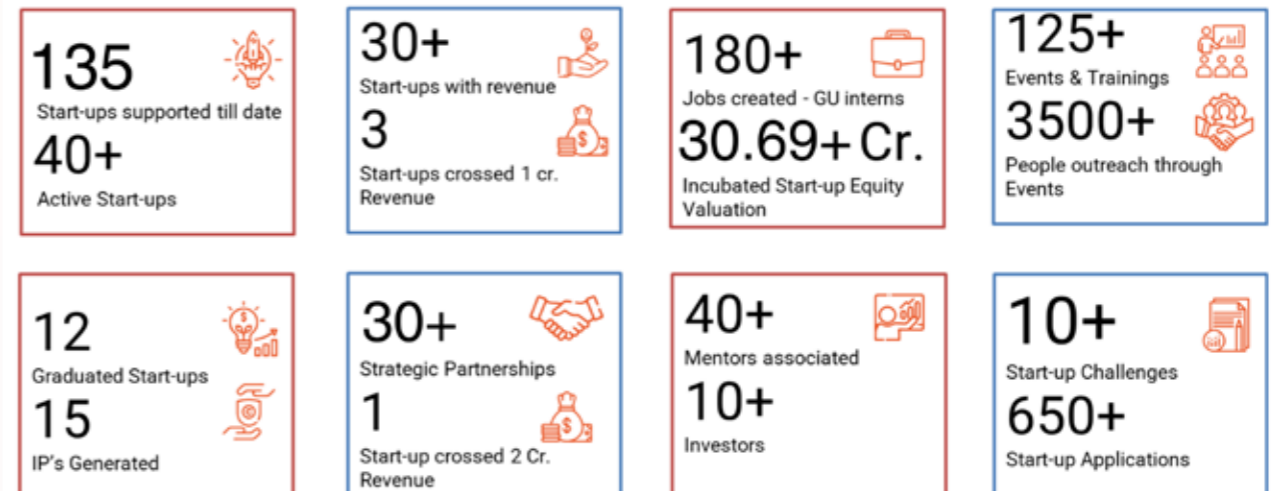 135
Start-ups supported till date
40+
Active Start-ups
30+
Start-ups with revenue
3
Start-ups crossed 1 cr.
Revenue
180+
Jobs created - GU interns
30.69+ Cr.
Incubated Start-up Equity
Valuation
125+
Events & Trainings
3500+
People outreach through
Events
12
Graduated Start-ups
15
IP's Generated
30+
Strategic Partnerships
1
Start-up crossed 2 Cr.
Revenue
40+
Mentors associated
10+
Investors
10+
Start-up Challenges
650+
Start-up Applications